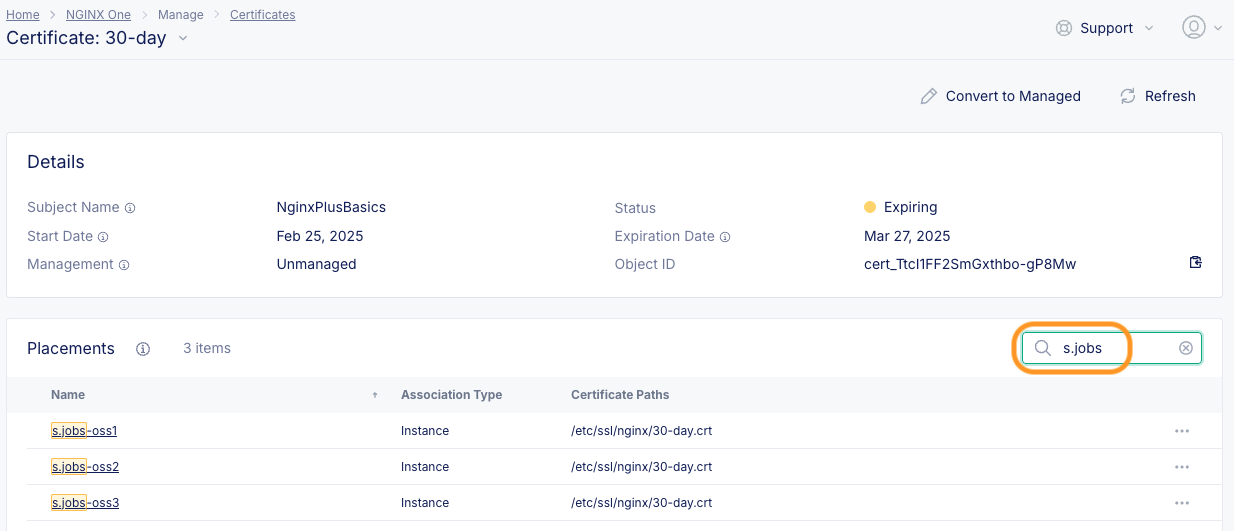 Home > NGINX One > Manage > Certificates
Certificate: 30-day
Support
Convert to Managed Refresh
Details
Subject Name NginxPlusBasics Status Expiring
Start Date Feb 25, 2025 Expiration Date Mar 27, 2025
Management Unmanaged Object ID cert_TtcI1FF2SmGxthbo-gP8Mw
Placements 3 items s.jobs
Name Association Type Certificate Paths
s.jobs-oss1 Instance /etc/ssl/nginx/30-day.crt
s.jobs-oss2 Instance /etc/ssl/nginx/30-day.crt
s.jobs-oss3 Instance /etc/ssl/nginx/30-day.crt